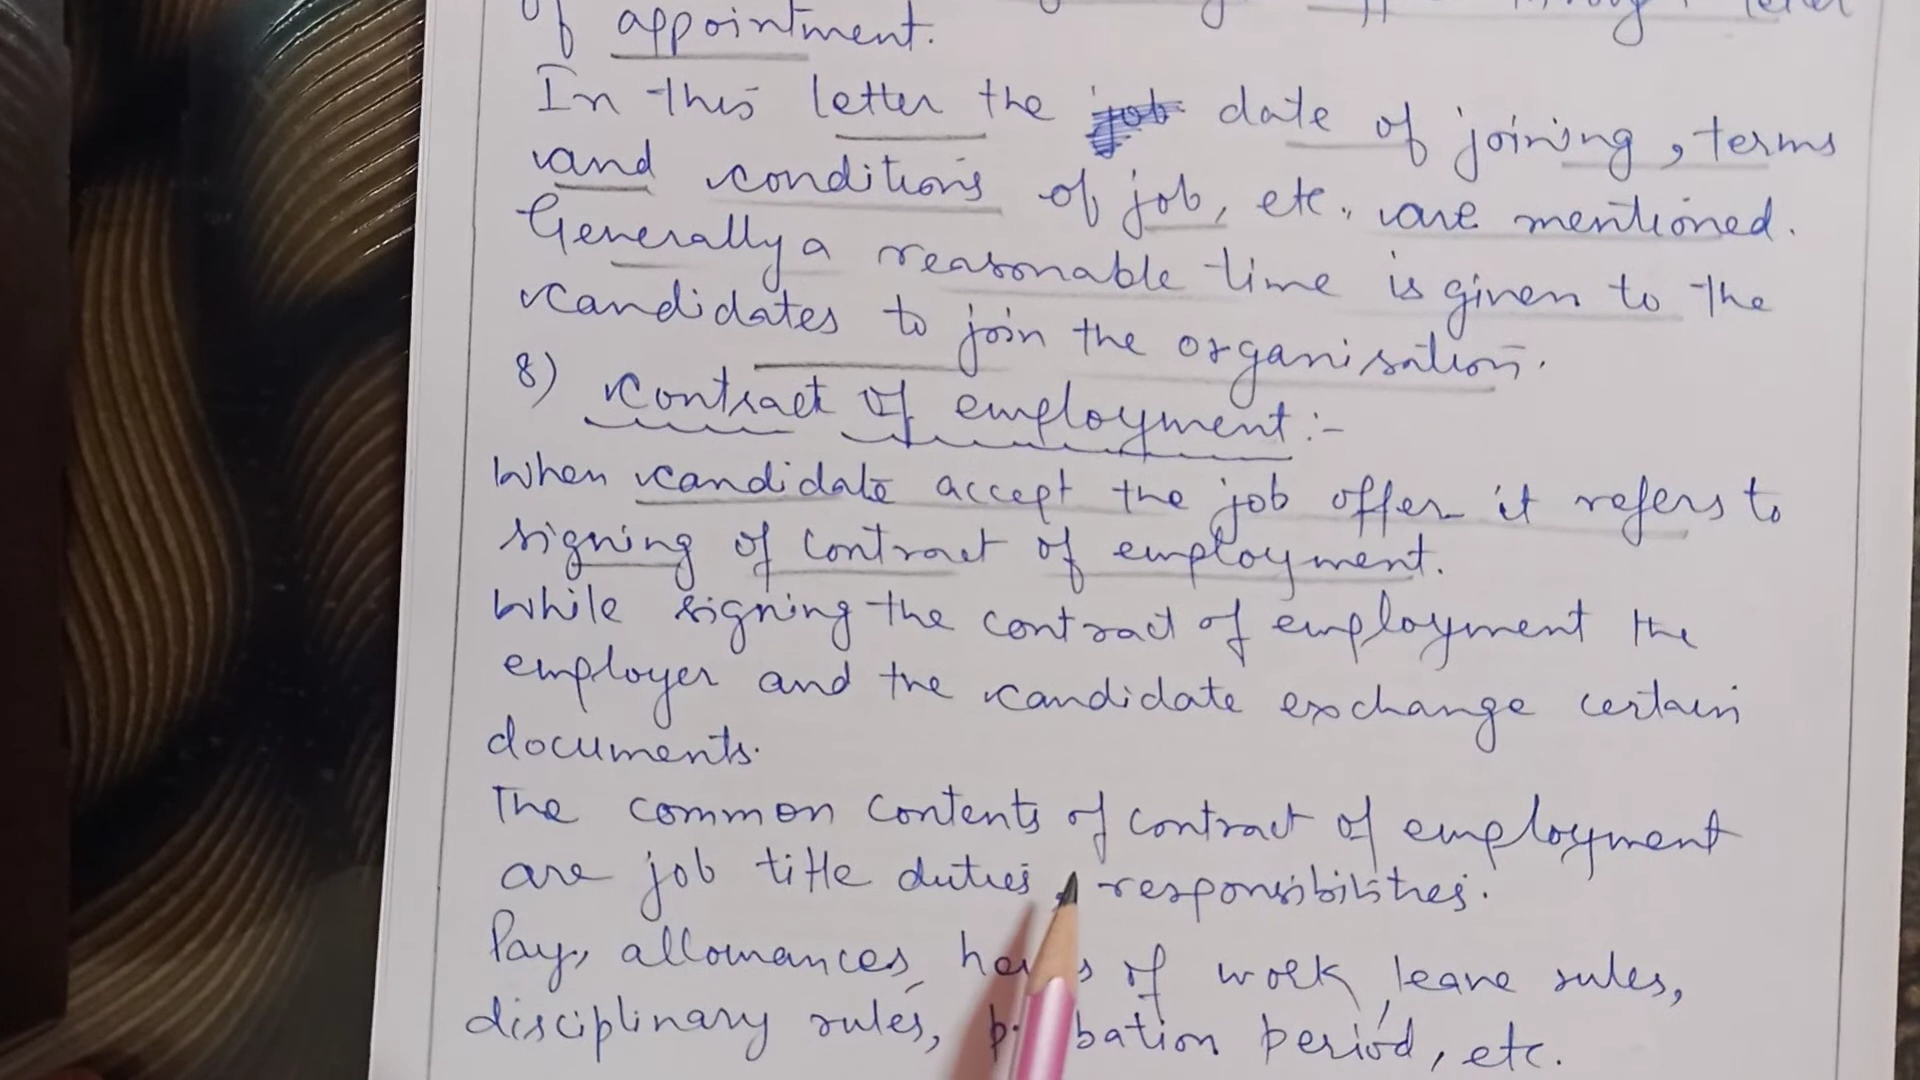 of appointment.
In this letter the job date of joining, terms
and conditions of job, etc., are mentioned.
Generally a reasonable time is given to the
candidates to join the organisation.
8) Contract of employment :-
When candidate accept the job offer it refers to
signing of contract of employment.
While signing the contract of employment the
employer and the candidate exchange certain
documents.
The common contents of contract of employment
are job title duties responsibilities.
Pay, allowances, of work, leave rules,
disciplinary rules, period, etc.